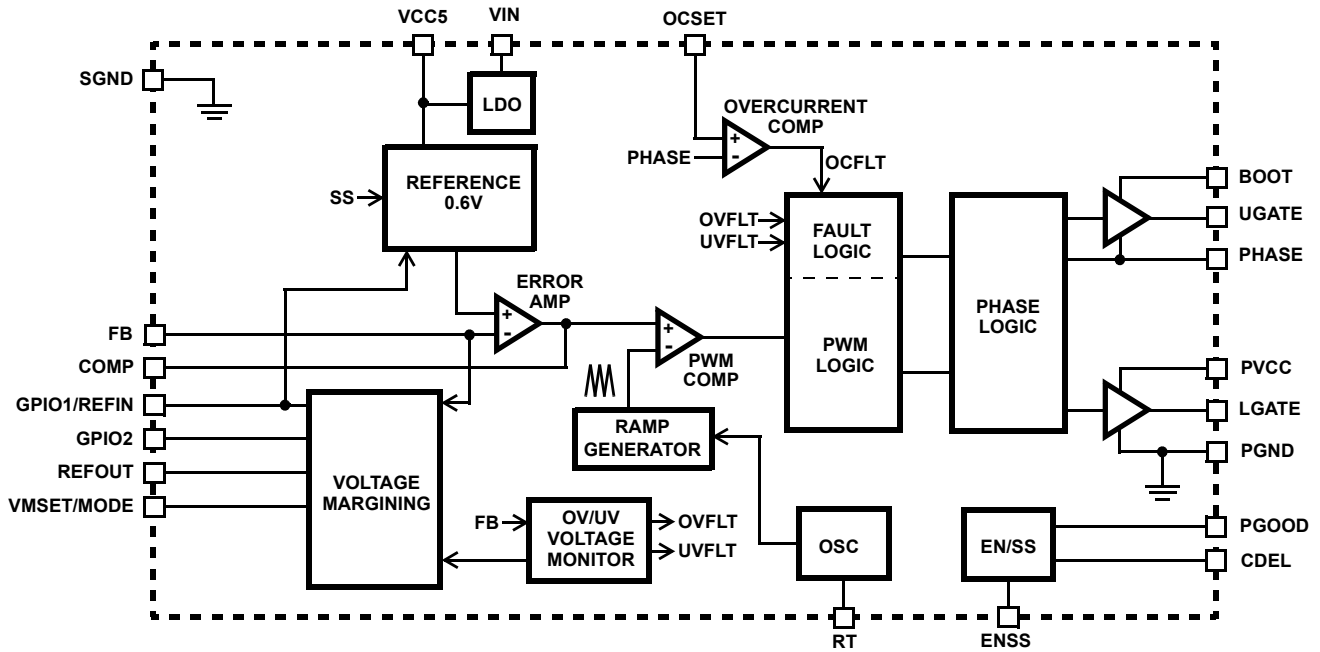 VCC5
VIN
OCSET
SGND
LDO
OVERCURRENT
COMP
PHASE
OCFLT
REFERENCE
0.6V
SS
OVFLT
UVFLT
FAULT
LOGIC
BOOT
UGATE
PHASE
ERROR
AMP
PHASE
LOGIC
FB
COMP
GPIO1/REFIN
GPIO2
REFOUT
VMSET/MODE
+
-
+
-
+
-
PWM
COMP
PWM
LOGIC
PVCC
LGATE
PGND
RAMP
GENERATOR
VOLTAGE
MARGINING
FB
OV/UV
VOLTAGE
MONITOR
OVFLT
UVFLT
OSC
EN/SS
PGOOD
CDEL
RT
ENSS